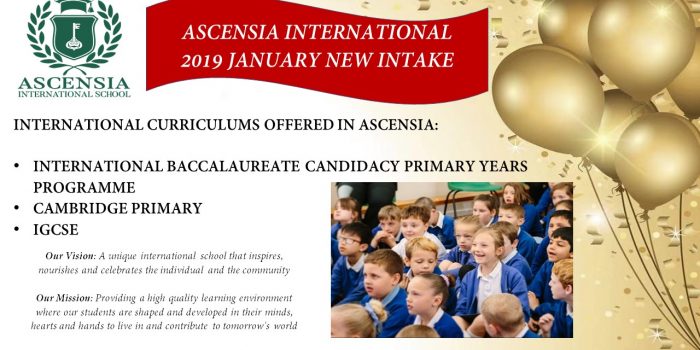 ASCENSIA
INTERNATIONAL SCHOOL
ASCENSIA INTERNATIONAL
2019 JANUARY NEW INTAKE
INTERNATIONAL CURRICULUMS OFFERED IN ASCENSIA:
• INTERNATIONAL BACCALAUREATE CANDIDACY PRIMARY YEARS
PROGRAMME
• CAMBRIDGE PRIMARY
• IGCSE
Our Vision: A unique international school that inspires,
nourishes and celebrates the individual and the community
Our Mission: Providing a high quality learning environment
where our students are shaped and developed in their minds,
hearts and hands to live in and contribute to tomorrow's world